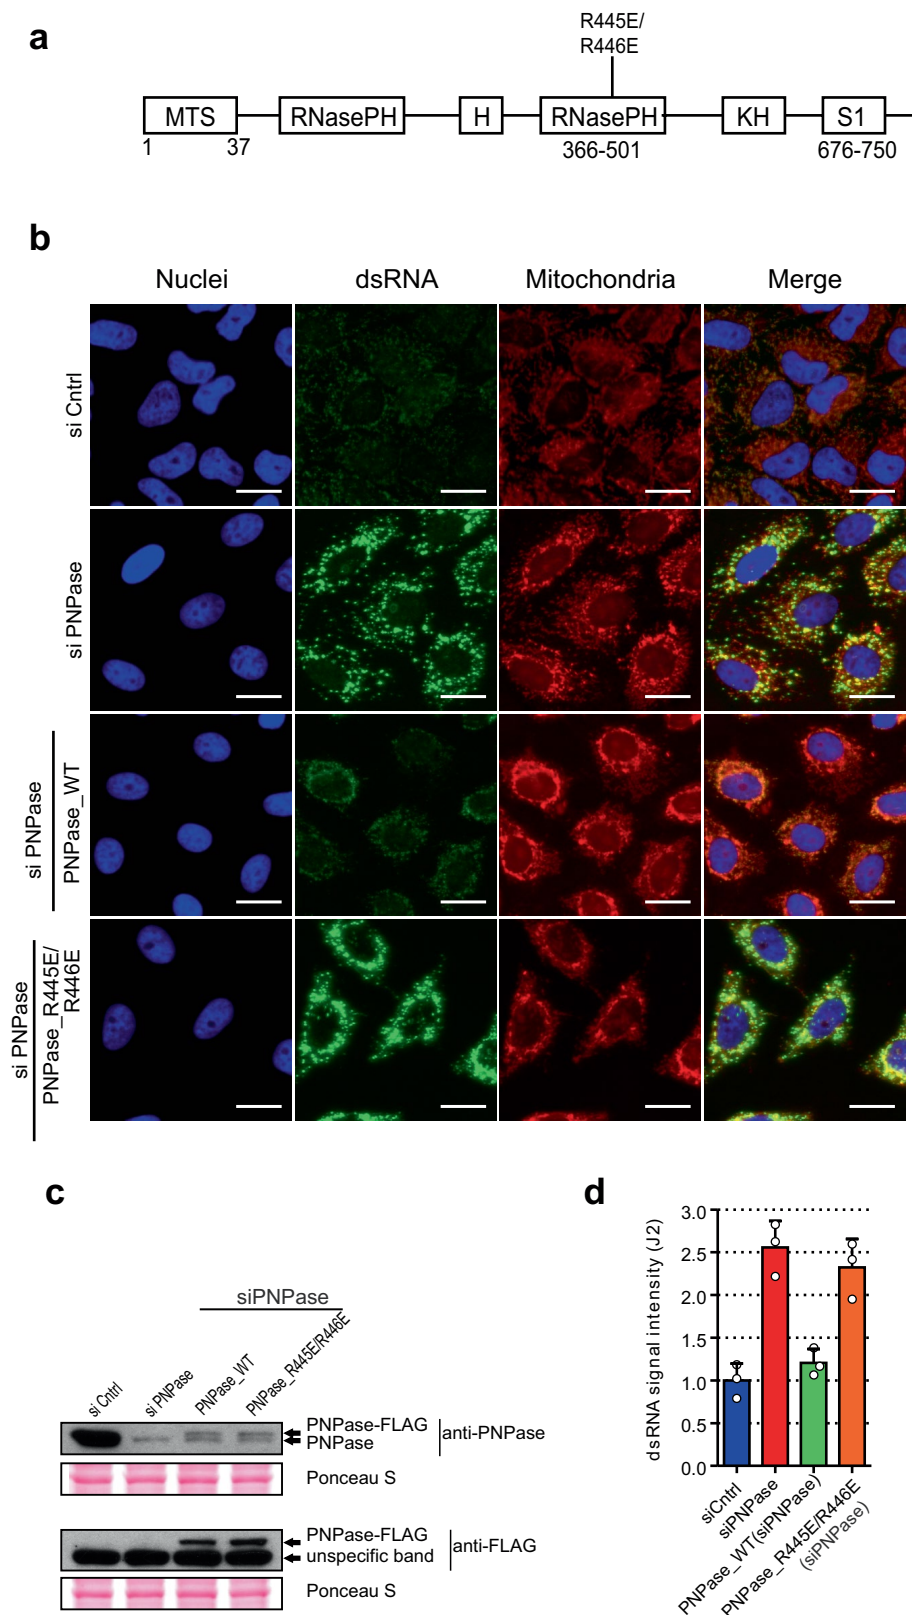 a
R445E/
R446E
MTS RNasePH H RNasePH KH S1
1 37 366-501 676-750
b
Nuclei dsRNA Mitochondria Merge
si Cntrl
si PNPase
si PNPase
PNPase_WT
si PNPase
PNPase_R445E/
R446E
c
siPNPase
si Cntrl
si PNPase
PNPase_WT
PNPase_R445E/R446E
PNPase-FLAG
PNPase
anti-PNPase
Ponceau S
PNPase-FLAG
unspecific band
anti-FLAG
Ponceau S
d
dsRNA signal intensity (J2)
3.0
2.5
2.0
1.5
1.0
0.5
0.0
siCntrl
siPNPase
PNPase_WT(siPNPase)
PNPase_R445E/R446E
(siPNPase)